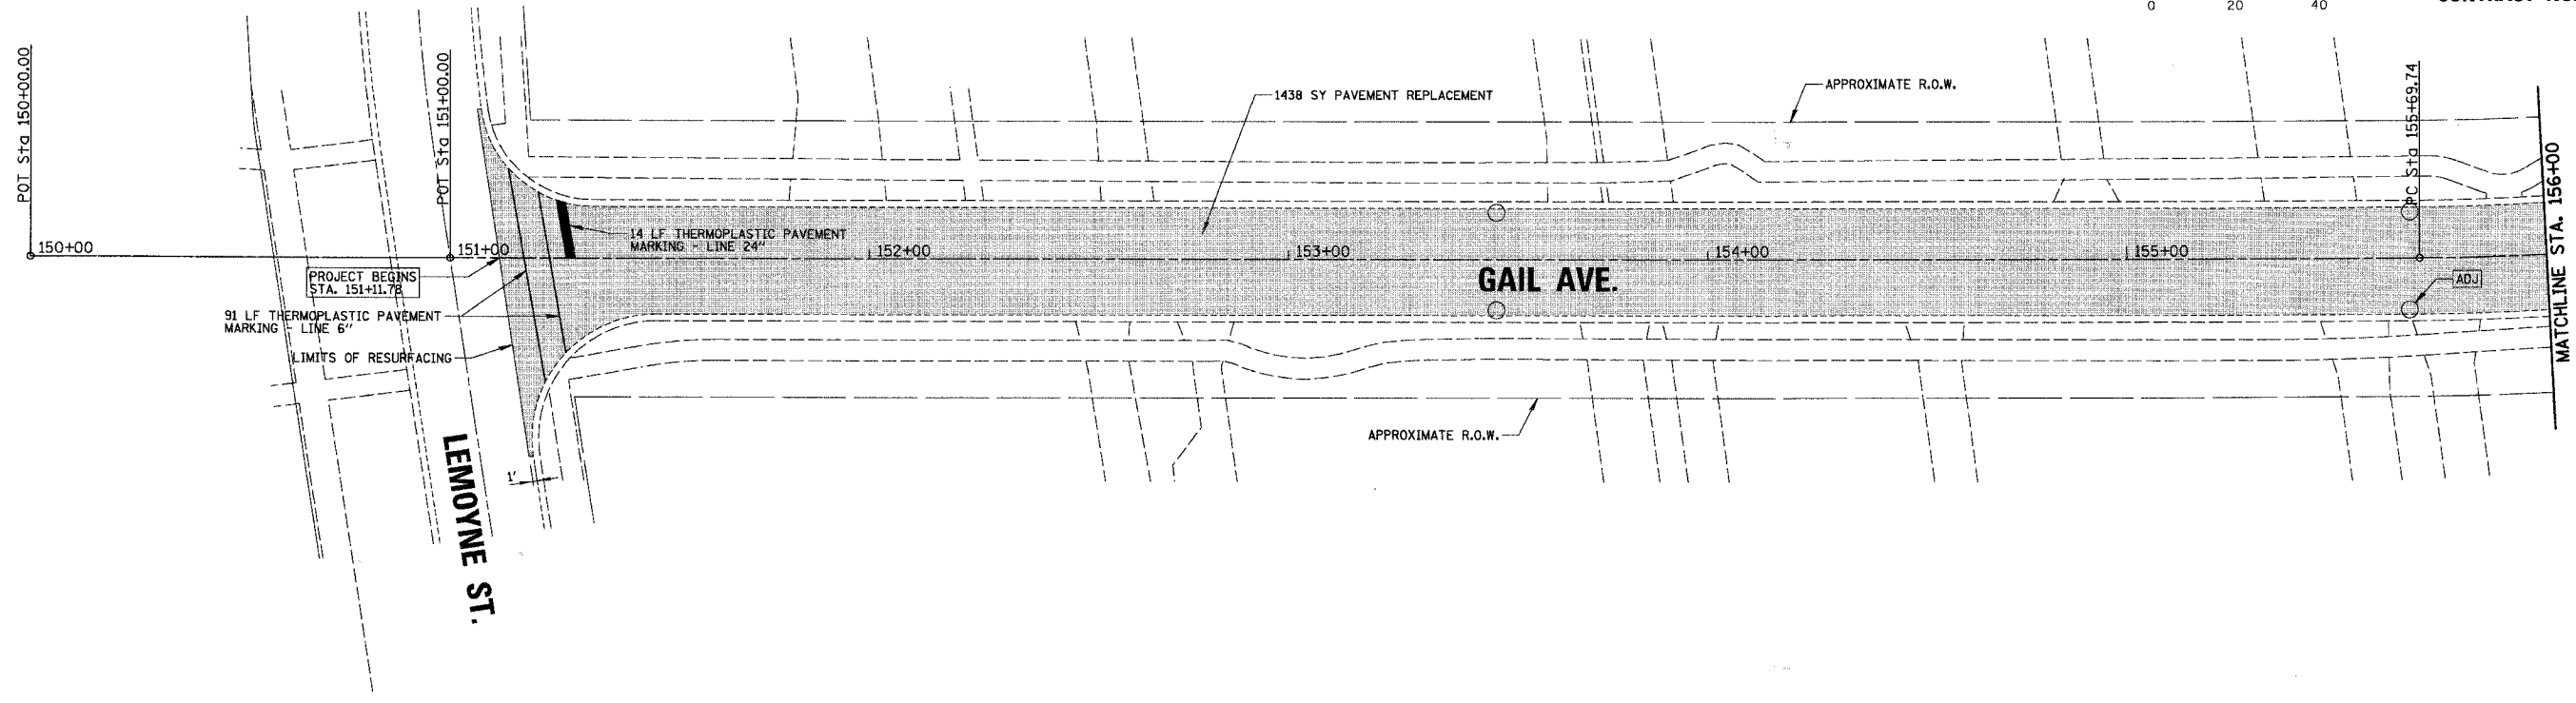 0 20 40
POT Sta 150+00.00
POT Sta 151+00.00
1438 SY PAVEMENT REPLACEMENT
APPROXIMATE R.O.W.
PC Sta 155+69.74
MATCHLINE STA. 156+00
150+00
151+00
14 LF THERMOPLASTIC PAVEMENT
MARKING - LINE 24"
152+00
153+00
154+00
155+00
PROJECT BEGINS
STA. 151+11.78
GAIL AVE.
ADJ
91 LF THERMOPLASTIC PAVEMENT
MARKING - LINE 6"
LIMITS OF RESURFACING
APPROXIMATE R.O.W.
1'
LEMOYNE ST.